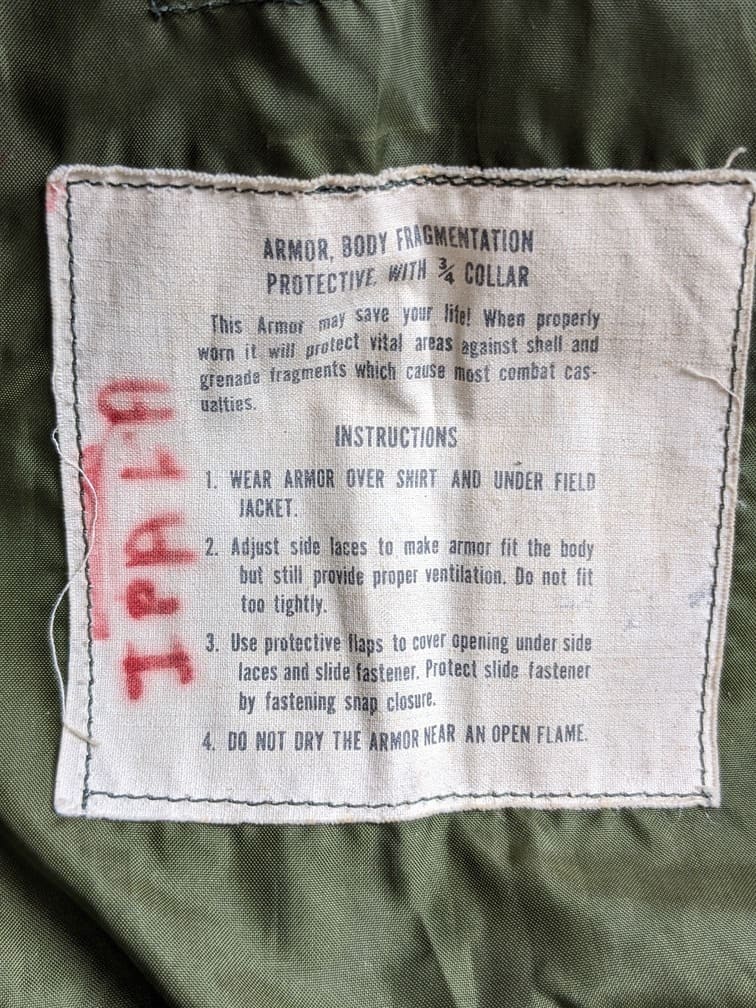 ARMOR, BODY FRAGMENTATION
PROTECTIVE, WITH ¾ COLLAR
This Armor may save your life! When properly
worn it will protect vital areas against shell and
grenade fragments which cause most combat cas-
ualties.
INSTRUCTIONS
1. WEAR ARMOR OVER SHIRT AND UNDER FIELD
JACKET.
2. Adjust side laces to make armor fit the body
but still provide proper ventilation. Do not fit
too tightly.
3. Use protective flaps to cover opening under side
laces and slide fastener. Protect slide fastener
by fastening snap closure.
4. DO NOT DRY THE ARMOR NEAR AN OPEN FLAME.
IPALA